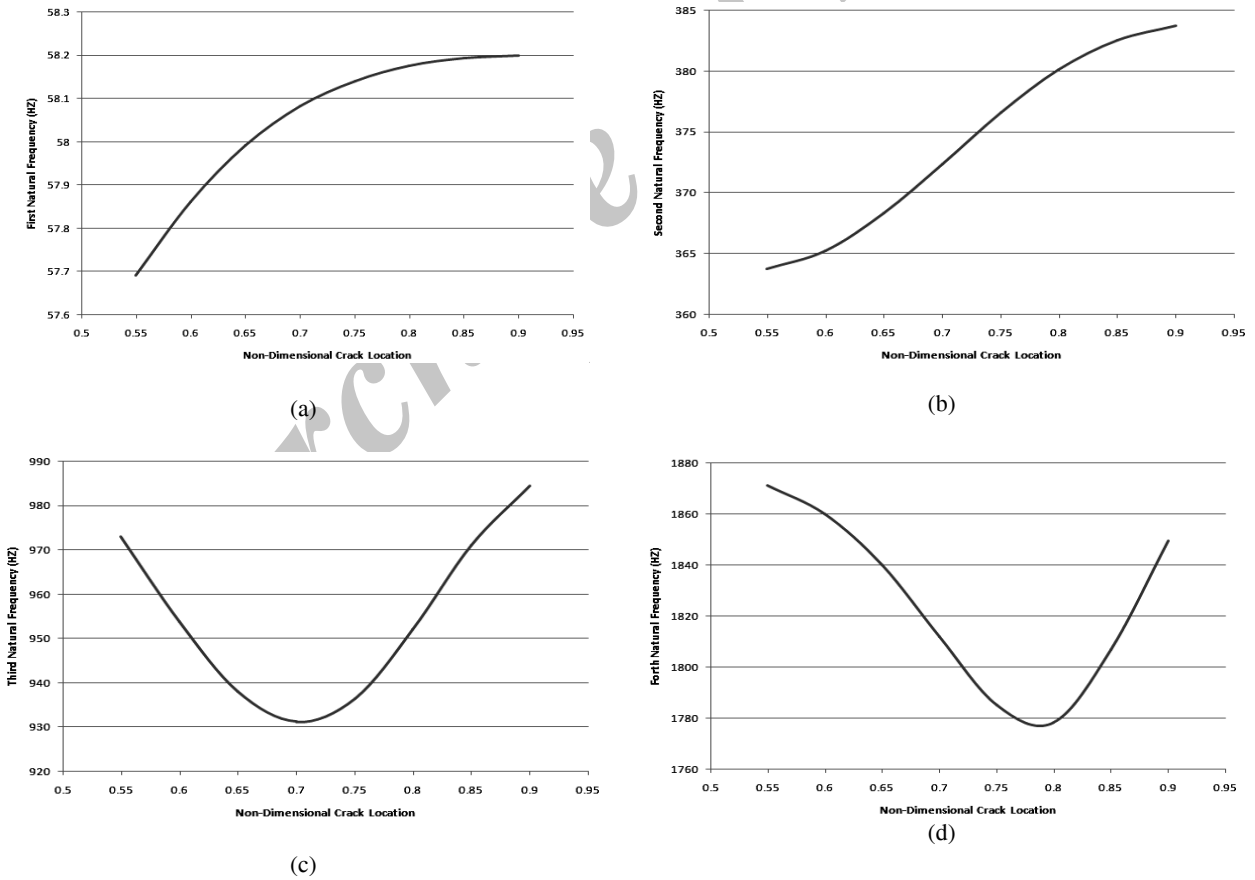 58.3
58.2
58.1
58
57.9
57.8
57.7
57.6
First Natural Frequency (HZ)
0.5 0.55 0.6 0.65 0.7 0.75 0.8 0.85 0.9 0.95
Non-Dimensional Crack Location
(a)
385
380
375
370
365
360
Second Natural Frequency (HZ)
0.5 0.55 0.6 0.65 0.7 0.75 0.8 0.85 0.9 0.95
Non-Dimensional Crack Location
(b)
990
980
970
960
950
940
930
920
Third Natural Frequency (HZ)
0.5 0.55 0.6 0.65 0.7 0.75 0.8 0.85 0.9 0.95
Non-Dimensional Crack Location
(c)
1880
1860
1840
1820
1800
1780
1760
Forth Natural Frequency (HZ)
0.5 0.55 0.6 0.65 0.7 0.75 0.8 0.85 0.9 0.95
Non-Dimensional Crack Location
(d)